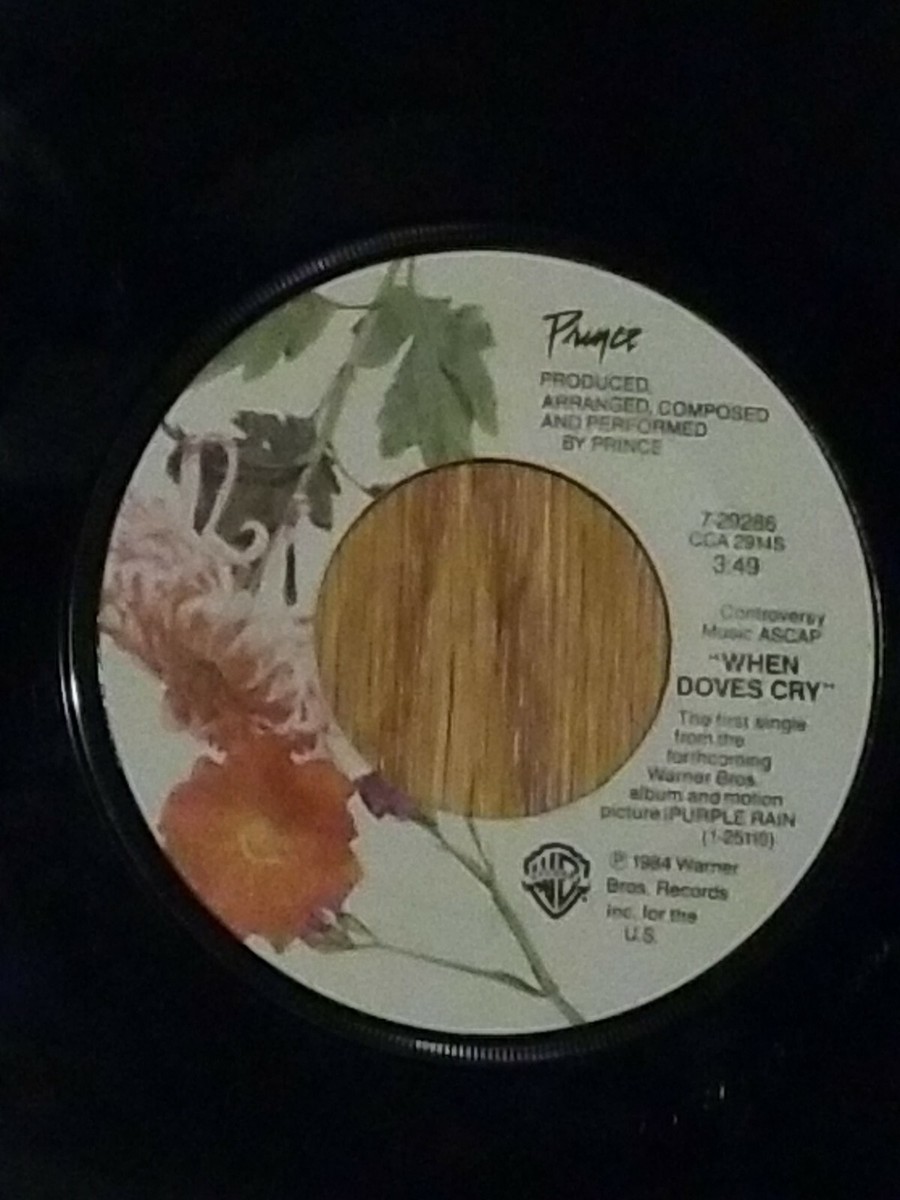 Prince
PRODUCED,
ARRANGED, COMPOSED
AND PERFORMED
BY PRINCE
7-29286
CCA 2914S
3:49
Controversy
Music ASCAP
"WHEN
DOVES CRY"
The first single
from the
forthcoming
Warner Bros.
album and motion
picture PURPLE RAIN
(1-25110)
℗ 1984 Warner
Bros. Records
Inc. for the
U.S.